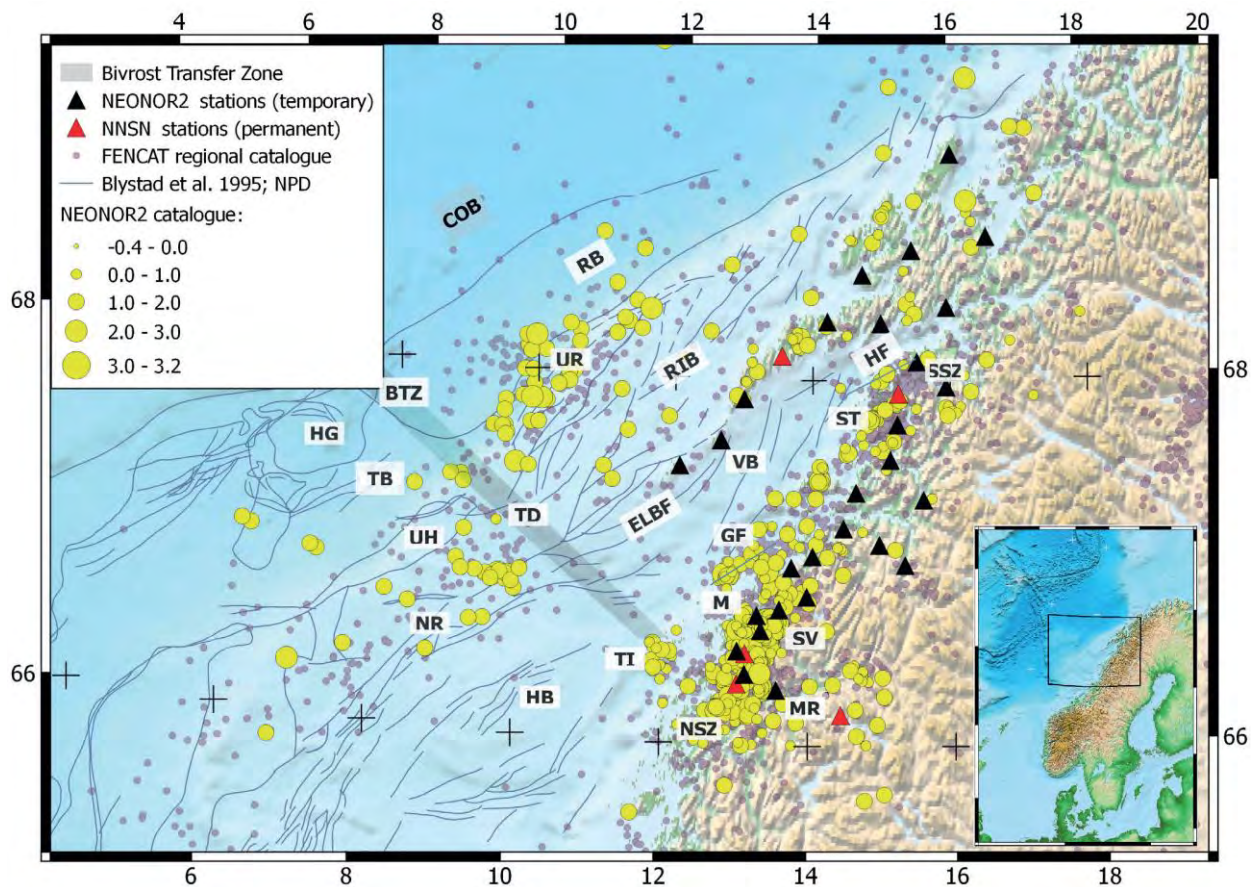 4 6 8 10 12 14 16 18 20
Bivrost Transfer Zone
NEONOR2 stations (temporary)
NNSN stations (permanent)
FENCAT regional catalogue
Blystad et al. 1995; NPD
NEONOR2 catalogue:
-0.4 - 0.0
0.0 - 1.0
1.0 - 2.0
2.0 - 3.0
3.0 - 3.2
COB
RB
68
UR
RIB
HF
68
BTZ
SSZ
HG
ST
VB
TB
TD
ELBF
UH
GF
M
NR
SV
TI
66
HB
MR
NSZ
66
4 6 8 10 12 14 16 18